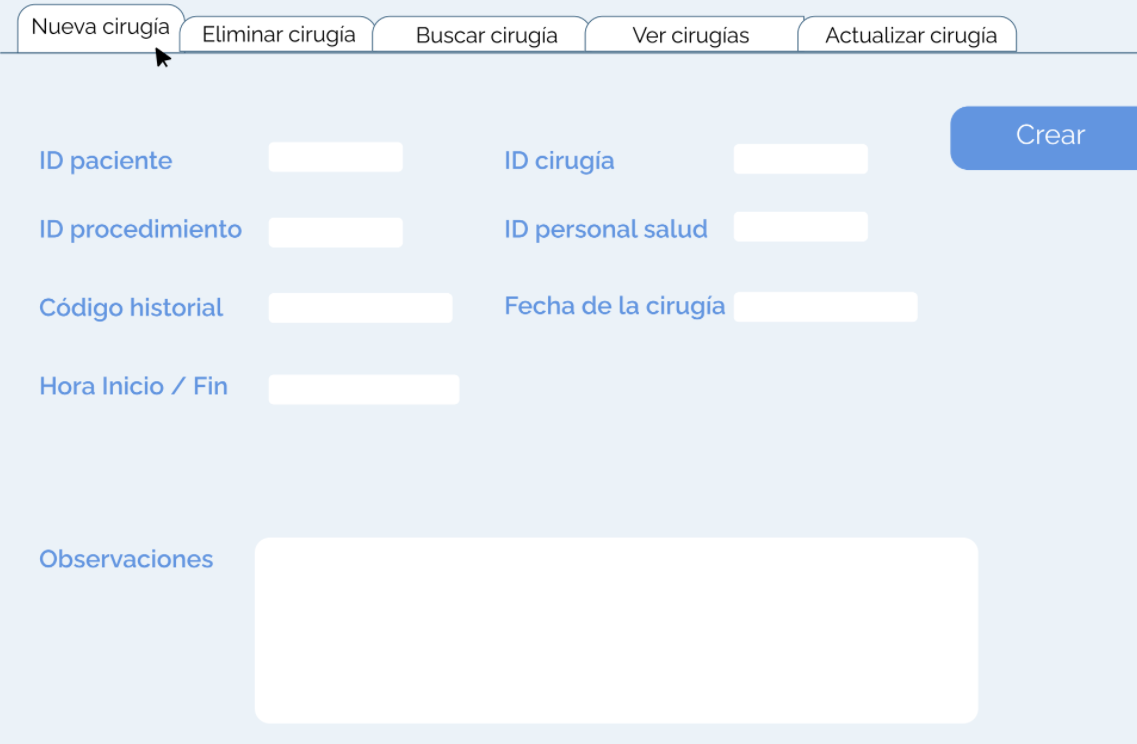 Nueva cirugía
Eliminar cirugía
Buscar cirugía
Ver cirugías
Actualizar cirugía
Crear
ID paciente
ID cirugía
ID procedimiento
ID personal salud
Código historial
Fecha de la cirugía
Hora Inicio / Fin
Observaciones